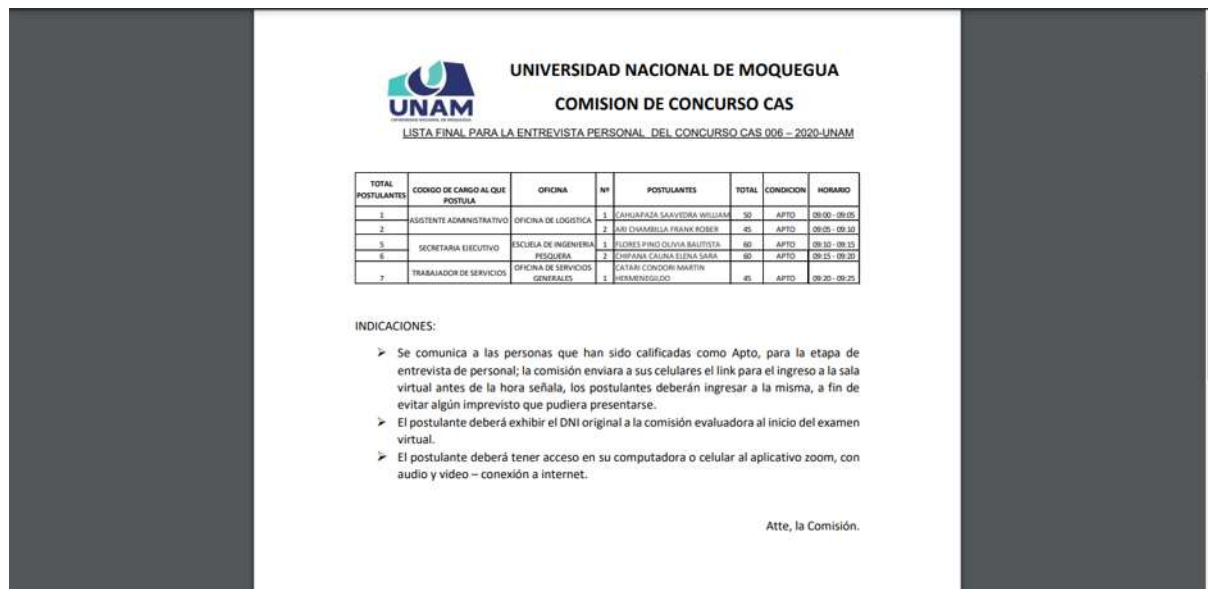 UNAM
UNIVERSIDAD NACIONAL DE MOQUEGUA
COMISION DE CONCURSO CAS
LISTA FINAL PARA LA ENTREVISTA PERSONAL DEL CONCURSO CAS 006 – 2020-UNAM
TOTAL POSTULANTES CODIGO DE CARGO AL QUE POSTULA OFICINA Nº POSTULANTES TOTAL CONDICION HORARIO
1 ASISTENTE ADMINISTRATIVO OFICINA DE LOGISTICA 1 CAHUAPAZA SAAVEDRA WILLIAM 50 APTO 09:00 - 09:05
2 2 ARI CHAMBILLA FRANK ROBER 45 APTO 09:05 - 09:10
5 SECRETARIA EJECUTIVO ESCUELA DE INGENIERIA PESQUERA 1 FLORES PINO OLIVIA BAUTISTA 60 APTO 09:10 - 09:15
6 2 CHIPANA CAUNA ELENA SARA 60 APTO 09:15 - 09:20
7 TRABAJADOR DE SERVICIOS OFICINA DE SERVICIOS GENERALES 1 CATARI CONDORI MARTIN HERMENEGILDO 45 APTO 09:20 - 09:25
INDICACIONES:
➢ Se comunica a las personas que han sido calificadas como Apto, para la etapa de
entrevista de personal; la comisión enviara a sus celulares el link para el ingreso a la sala
virtual antes de la hora señala, los postulantes deberán ingresar a la misma, a fin de
evitar algún imprevisto que pudiera presentarse.
➢ El postulante deberá exhibir el DNI original a la comisión evaluadora al inicio del examen
virtual.
➢ El postulante deberá tener acceso en su computadora o celular al aplicativo zoom, con
audio y video – conexión a internet.
Atte, la Comisión.